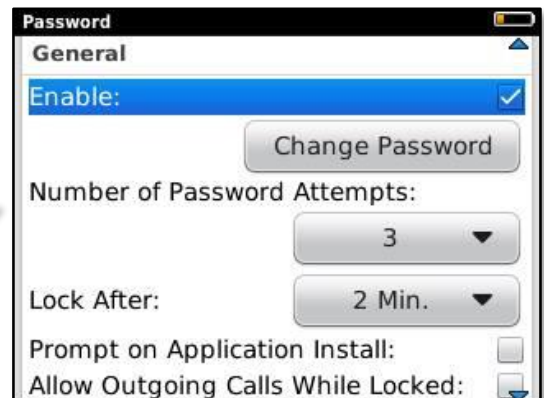 Password
General
Enable:
Change Password
Number of Password Attempts:
3
Lock After:
2 Min.
Prompt on Application Install:
Allow Outgoing Calls While Locked: